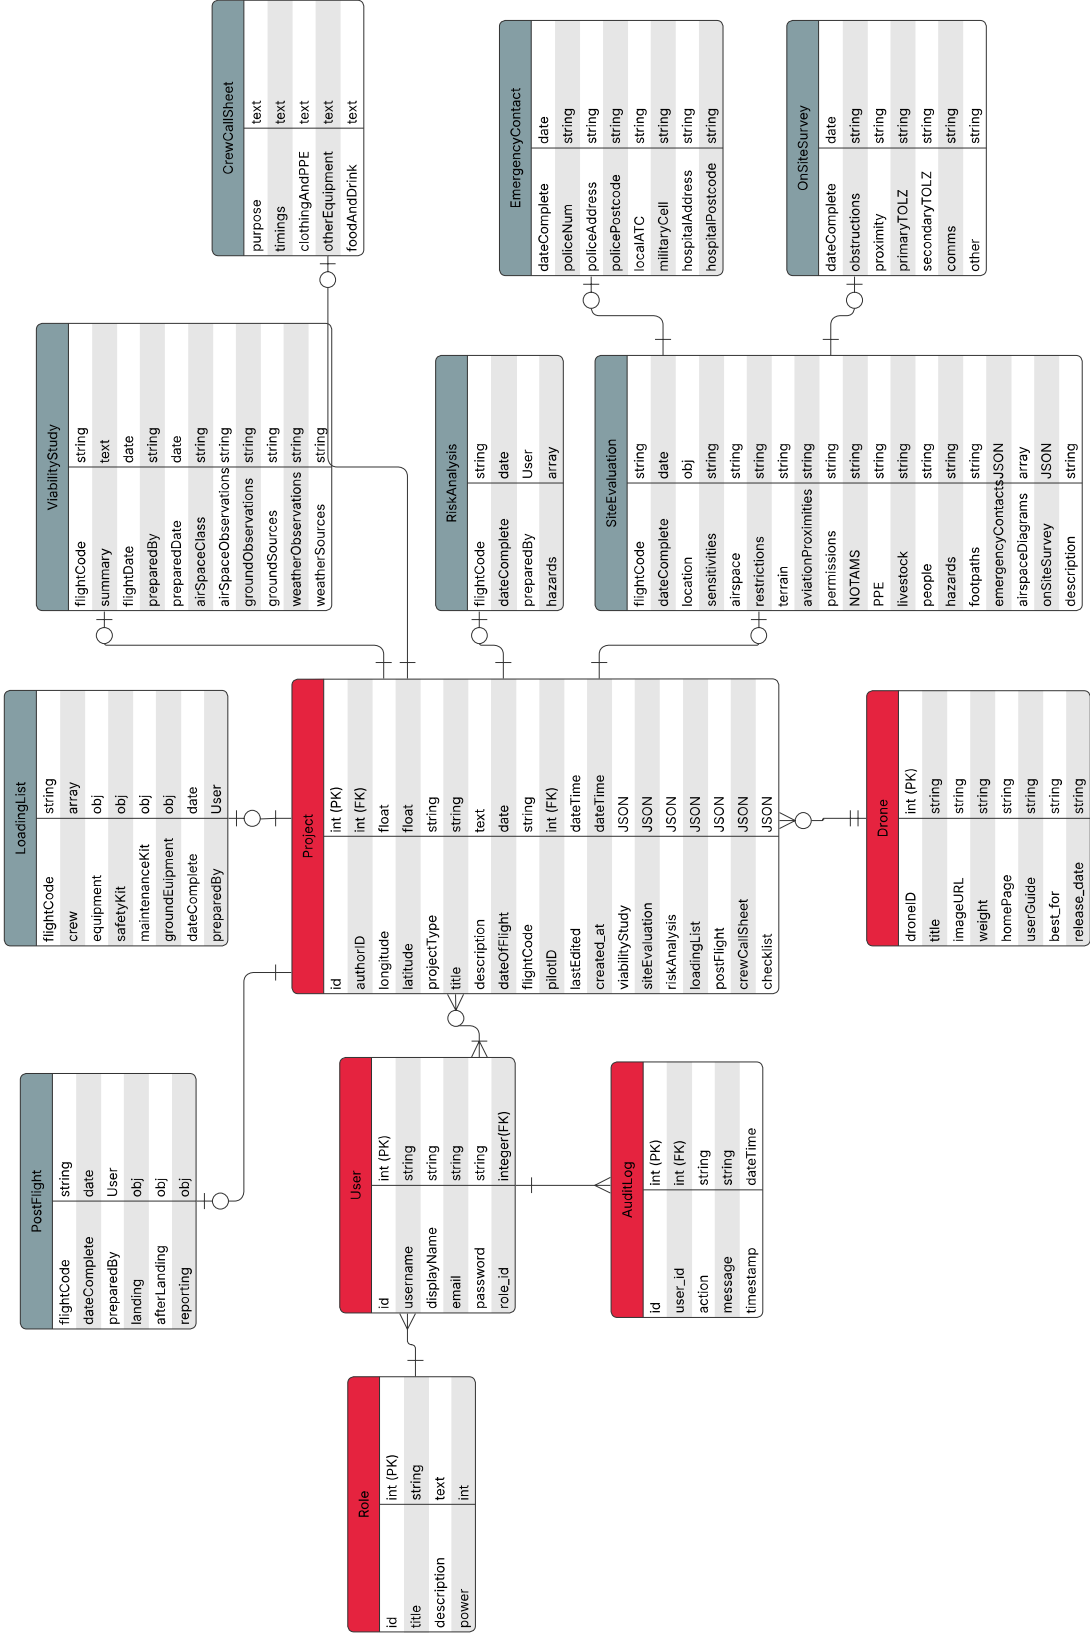 CrewCallSheet
purpose text
timings text
clothingAndPPE text
otherEquipment text
foodAndDrink text
EmergencyContact
dateComplete date
policeNum string
policeAddress string
policePostcode string
localATC string
militaryCell string
hospitalAddress string
hospitalPostcode string
OnSiteSurvey
dateComplete date
obstructions string
proximity string
primaryTOLZ string
secondaryTOLZ string
comms string
other string
ViabilityStudy
flightCode string
summary text
flightDate date
preparedBy string
preparedDate date
airSpaceClass string
airSpaceObservations string
groundObservations string
groundSources string
weatherObservations string
weatherSources string
RiskAnalysis
flightCode string
dateComplete date
preparedBy User
hazards array
SiteEvaluation
flightCode string
dateComplete date
location obj
sensitivities string
airspace string
restrictions string
terrain string
aviationProximities string
permissions string
NOTAMS string
PPE string
livestock string
people string
hazards string
footpaths string
emergencyContactsJSON
airspaceDiagrams array
onSiteSurvey JSON
description string
LoadingList
flightCode string
crew array
equipment obj
safetyKit obj
maintenanceKit obj
groundEuipment obj
dateComplete date
preparedBy User
Project
id int (PK)
authorID int (FK)
longitude float
latitude float
projectType string
title string
description text
dateOfFlight date
flightCode string
pilotID int (FK)
lastEdited dateTime
created_at dateTime
viabilityStudy JSON
siteEvaluation JSON
riskAnalysis JSON
loadingList JSON
postFlight JSON
crewCallSheet JSON
checklist JSON
Drone
droneID int (PK)
title string
imageURL string
weight string
homePage string
userGuide string
best_for string
release_date string
PostFlight
flightCode string
dateComplete date
preparedBy User
landing obj
afterLanding obj
reporting obj
User
id int (PK)
username string
displayName string
email string
password string
role_id integer(FK)
AuditLog
id int (PK)
user_id int (FK)
action string
message string
timestamp dateTime
Role
id int (PK)
title string
description text
power int